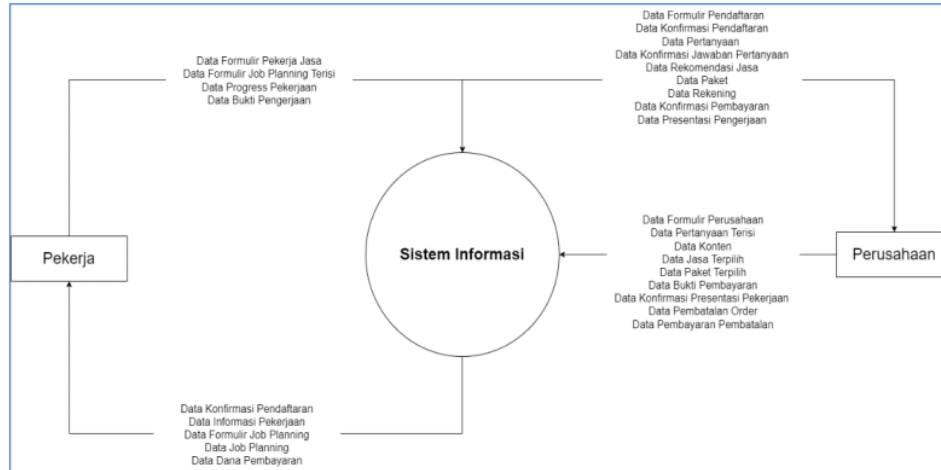 Data Formulir Pendaftaran
Data Konfirmasi Pendaftaran
Data Pertanyaan
Data Konfirmasi Jawaban Pertanyaan
Data Rekomendasi Jasa
Data Paket
Data Rekening
Data Konfirmasi Pembayaran
Data Presentasi Pengerjaan
Data Formulir Pekerja Jasa
Data Formulir Job Planning Terisi
Data Progress Pekerjaan
Data Bukti Pengerjaan
Pekerja
Sistem Informasi
Data Formulir Perusahaan
Data Pertanyaan Terisi
Data Konten
Data Jasa Terpilih
Data Paket Terpilih
Data Bukti Pembayaran
Data Konfirmasi Presentasi Pekerjaan
Data Pembatalan Order
Data Pembayaran Pembatalan
Perusahaan
Data Konfirmasi Pendaftaran
Data Informasi Pekerjaan
Data Formulir Job Planning
Data Job Planning
Data Dana Pembayaran